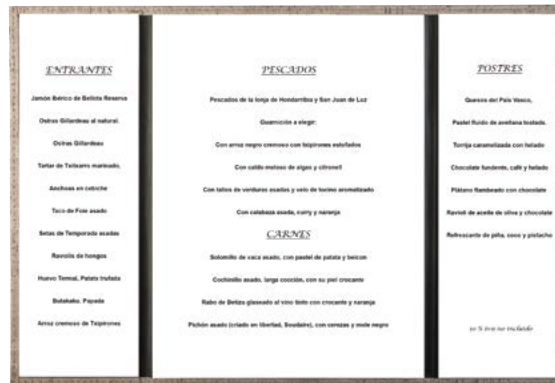 ENTRANTES
Jamón Ibérico de Bellota Reserva
Ostras Gillardeau al natural.
Ostras Gillardeau
Tartar de Txitxarro marinado,
Anchoas en cebiche
Taco de Foie asado
Setas de Temporada asadas
Raviolis de hongos
Huevo Termal, Patata trufada
Butakaku, Papada
Arroz cremoso de Txipirones
PESCADOS
Pescados de la lonja de Hondarribia y San Juan de Luz
Guarnición a elegir:
Con arroz negro cremoso con txipirones estofados
Con caldo meloso de algas y citronell
Con tallos de verduras asadas y velo de tocino aromatizado
Con calabaza asada, curry y naranja
CARNES
Solomillo de vaca asado, con pastel de patata y beicon
Cochinillo asado, larga cocción, con su piel crocante
Rabo de Betizu glaseado al vino tinto con crocante y naranja
Pichón asado (criado en libertad, Soudaire), con cerezas y mole negro
POSTRES
Quesos del País Vasco,
Pastel fluido de avellana tostada.
Torrija caramelizada con helado
Chocolate fundente, café y helado
Plátano flambeado con chocolate
Ravioli de aceite de oliva y chocolate
Refrescante de piña, coco y pistacho
10 % iva no incluido